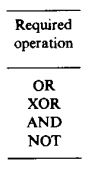 Required
operation
OR
XOR
AND
NOT